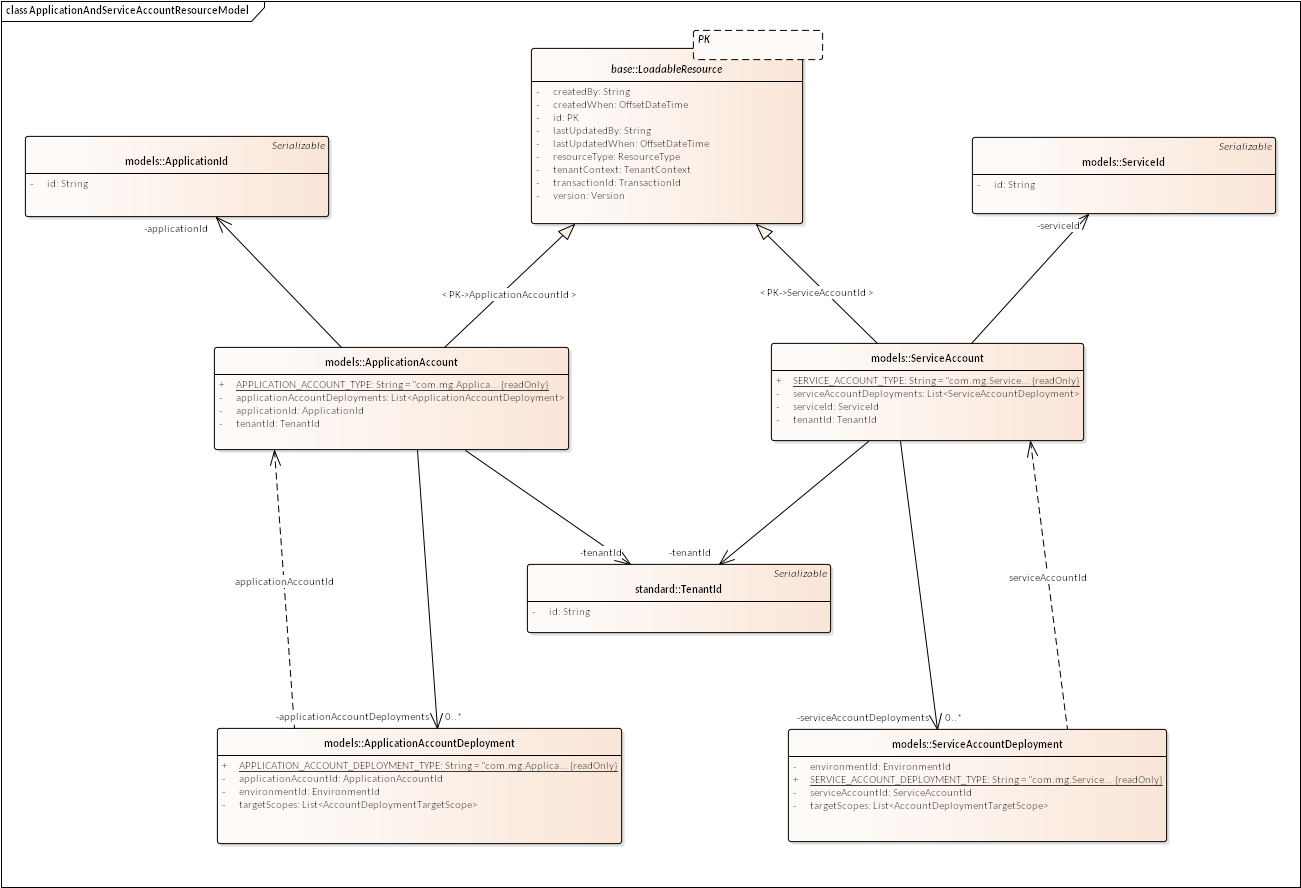 class ApplicationAndServiceAccountResourceModel
PK
base::LoadableResource
- createdBy: String
- createdWhen: OffsetDateTime
- id: PK
- lastUpdatedBy: String
- lastUpdatedWhen: OffsetDateTime
- resourceType: ResourceType
- tenantContext: TenantContext
- transactionId: TransactionId
- version: Version
Serializable
models::ApplicationId
- id: String
Serializable
models::ServiceId
- id: String
-applicationId
-serviceId
< PK->ApplicationAccountId >
< PK->ServiceAccountId >
models::ApplicationAccount
+ APPLICATION_ACCOUNT_TYPE: String = "com.mg.Applica... {readOnly}
- applicationAccountDeployments: List<ApplicationAccountDeployment>
- applicationId: ApplicationId
- tenantId: TenantId
models::ServiceAccount
+ SERVICE_ACCOUNT_TYPE: String = "com.mg.Service... {readOnly}
- serviceAccountDeployments: List<ServiceAccountDeployment>
- serviceId: ServiceId
- tenantId: TenantId
-tenantId
-tenantId
Serializable
standard::TenantId
- id: String
applicationAccountId
serviceAccountId
-applicationAccountDeployments 0..*
-serviceAccountDeployments 0..*
models::ApplicationAccountDeployment
+ APPLICATION_ACCOUNT_DEPLOYMENT_TYPE: String = "com.mg.Applica... {readOnly}
- applicationAccountId: ApplicationAccountId
- environmentId: EnvironmentId
- targetScopes: List<AccountDeploymentTargetScope>
models::ServiceAccountDeployment
- environmentId: EnvironmentId
+ SERVICE_ACCOUNT_DEPLOYMENT_TYPE: String = "com.mg.Service... {readOnly}
- serviceAccountId: ServiceAccountId
- targetScopes: List<AccountDeploymentTargetScope>